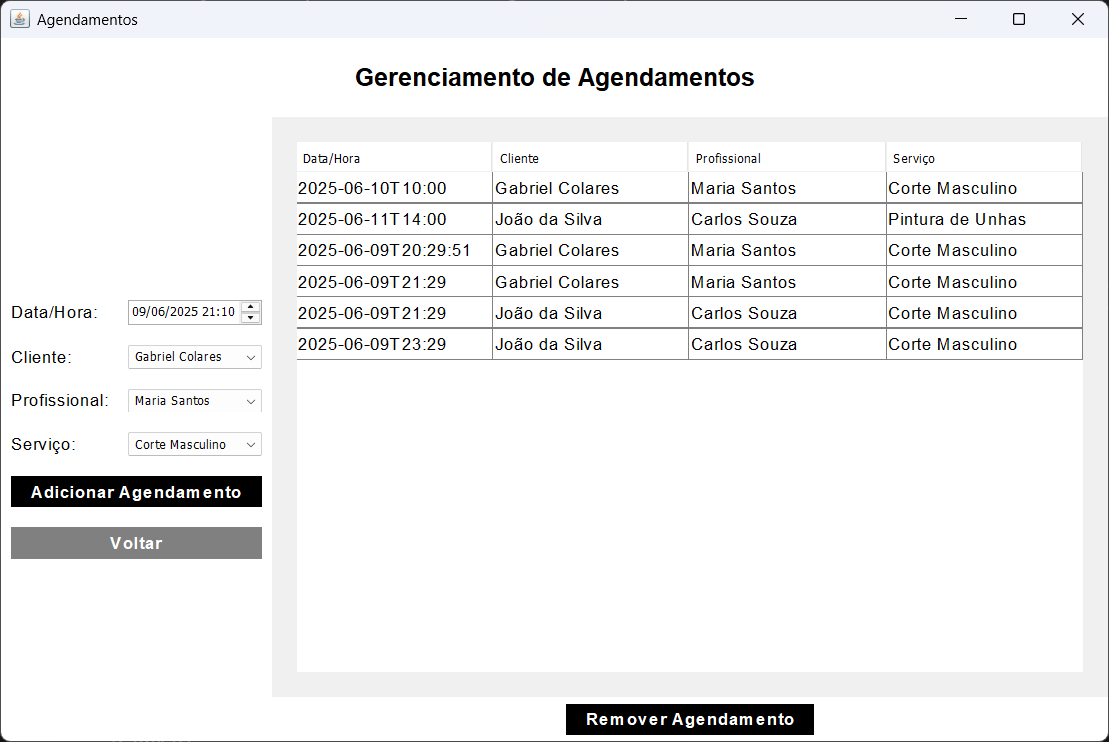 Agendamentos
Gerenciamento de Agendamentos
Data/Hora: 09/06/2025 21:10
Cliente: Gabriel Colares
Profissional: Maria Santos
Serviço: Corte Masculino
Adicionar Agendamento
Voltar
Data/Hora Cliente Profissional Serviço
2025-06-10T10:00 Gabriel Colares Maria Santos Corte Masculino
2025-06-11T14:00 João da Silva Carlos Souza Pintura de Unhas
2025-06-09T20:29:51 Gabriel Colares Maria Santos Corte Masculino
2025-06-09T21:29 Gabriel Colares Maria Santos Corte Masculino
2025-06-09T21:29 João da Silva Carlos Souza Corte Masculino
2025-06-09T23:29 João da Silva Carlos Souza Corte Masculino
Remover Agendamento